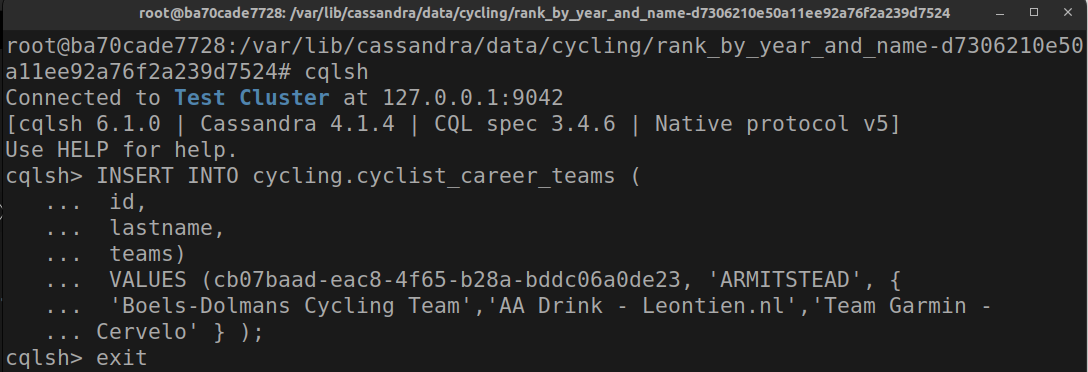 root@ba70cade7728: /var/lib/cassandra/data/cycling/rank_by_year_and_name-d7306210e50a11ee92a76f2a239d7524
root@ba70cade7728:/var/lib/cassandra/data/cycling/rank_by_year_and_name-d7306210e50
a11ee92a76f2a239d7524# cqlsh
Connected to Test Cluster at 127.0.0.1:9042
[cqlsh 6.1.0 | Cassandra 4.1.4 | CQL spec 3.4.6 | Native protocol v5]
Use HELP for help.
cqlsh> INSERT INTO cycling.cyclist_career_teams (
   ...  id,
   ...  lastname,
   ...  teams)
   ...  VALUES (cb07baad-eac8-4f65-b28a-bddc06a0de23, 'ARMITSTEAD', {
   ...  'Boels-Dolmans Cycling Team','AA Drink - Leontien.nl','Team Garmin -
   ... Cervelo' } );
cqlsh> exit